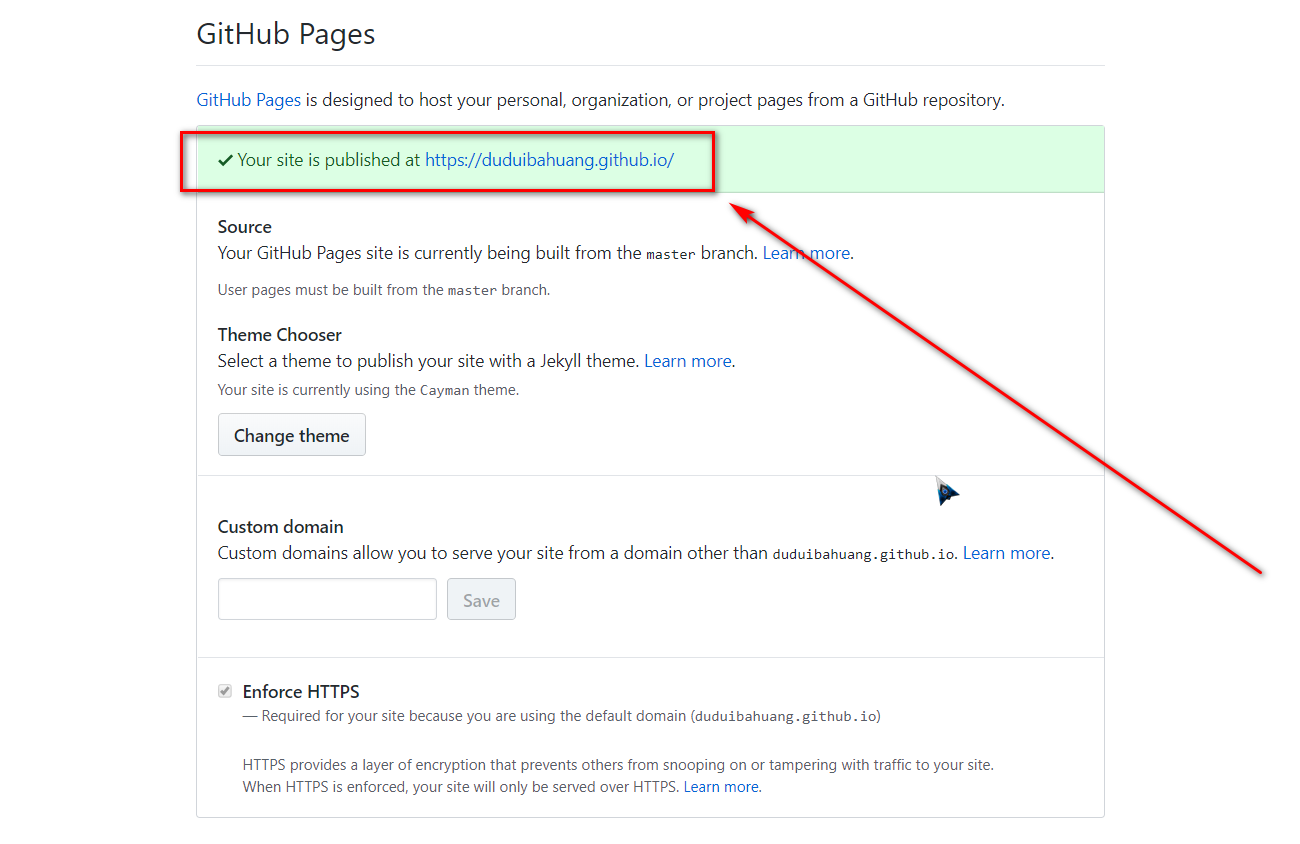 GitHub Pages
GitHub Pages is designed to host your personal, organization, or project pages from a GitHub repository.
Your site is published at https://duduibahuang.github.io/
Source
Your GitHub Pages site is currently being built from the master branch. Learn more.
User pages must be built from the master branch.
Theme Chooser
Select a theme to publish your site with a Jekyll theme. Learn more.
Your site is currently using the Cayman theme.
Change theme
Custom domain
Custom domains allow you to serve your site from a domain other than duduibahuang.github.io. Learn more.
Save
Enforce HTTPS
— Required for your site because you are using the default domain (duduibahuang.github.io)
HTTPS provides a layer of encryption that prevents others from snooping on or tampering with traffic to your site.
When HTTPS is enforced, your site will only be served over HTTPS. Learn more.